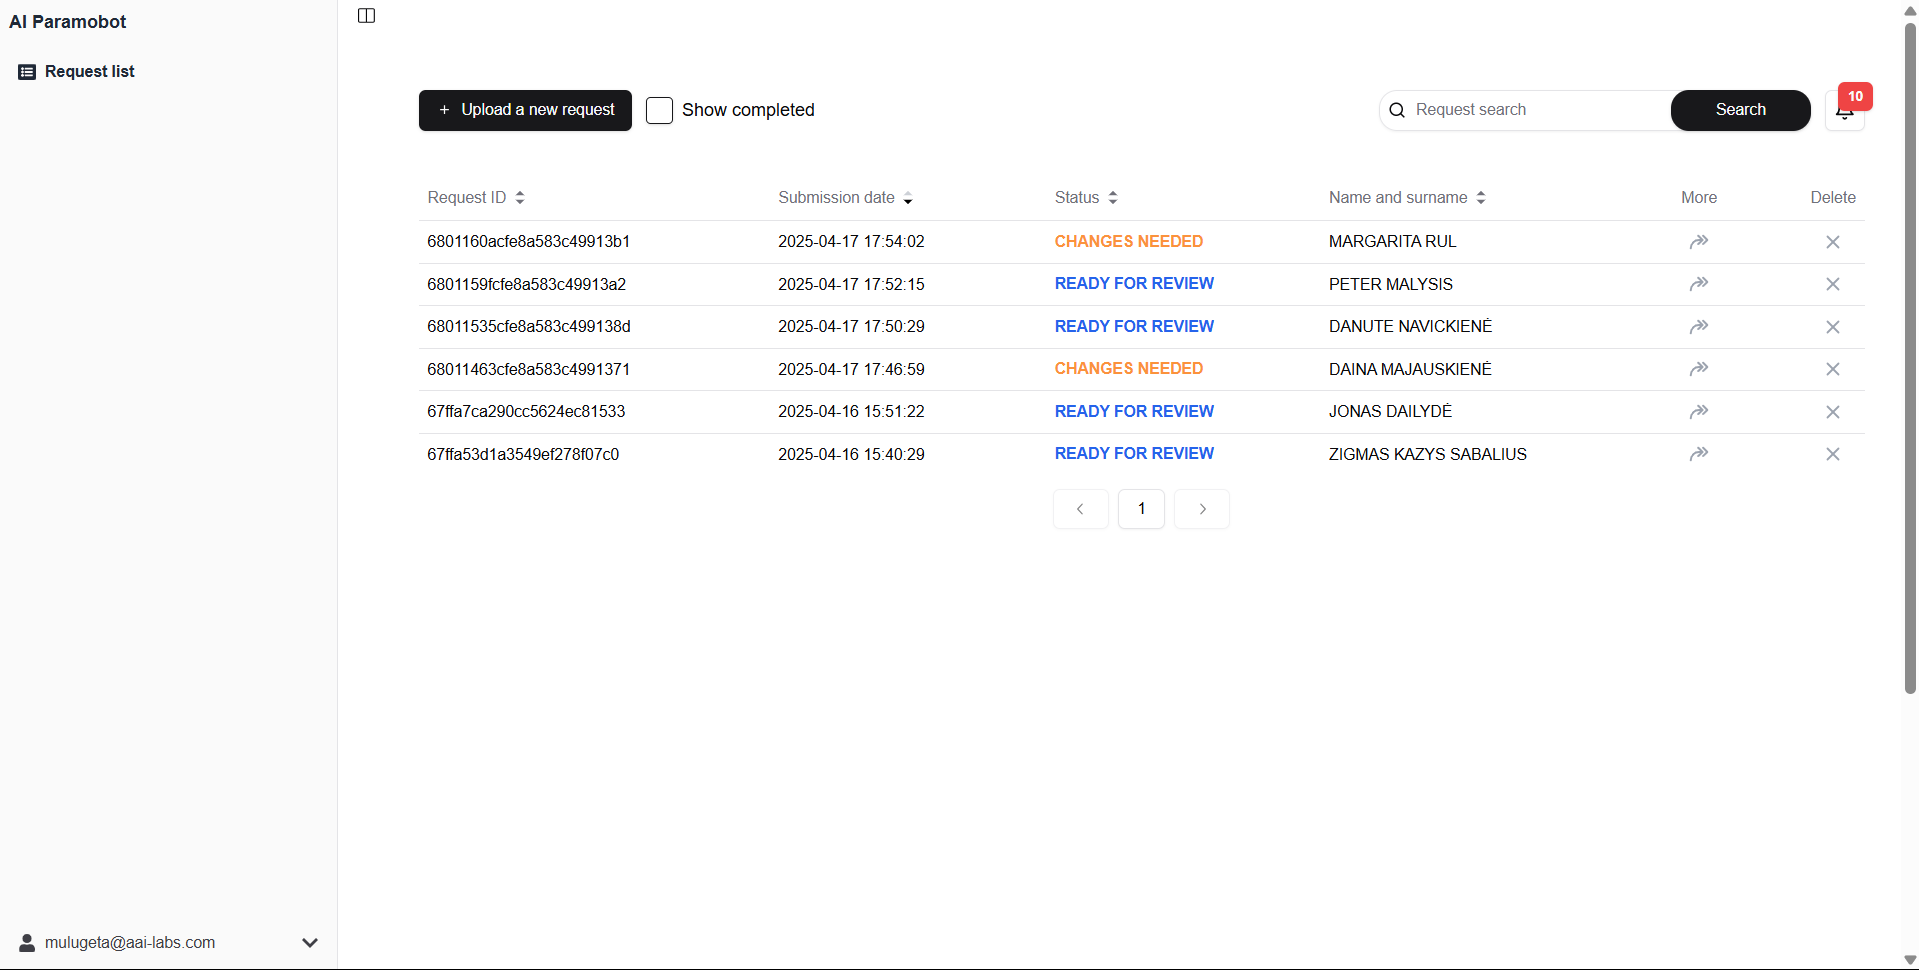 AI Paramobot
Request list
+ Upload a new request
Show completed
Request search
Search
10
Request ID Submission date Status Name and surname More Delete
6801160acfe8a583c49913b1 2025-04-17 17:54:02 CHANGES NEEDED MARGARITA RUL
6801159fcfe8a583c49913a2 2025-04-17 17:52:15 READY FOR REVIEW PETER MALYSIS
68011535cfe8a583c499138d 2025-04-17 17:50:29 READY FOR REVIEW DANUTE NAVICKIENĖ
68011463cfe8a583c4991371 2025-04-17 17:46:59 CHANGES NEEDED DAINA MAJAUSKIENĖ
67ffa7ca290cc5624ec81533 2025-04-16 15:51:22 READY FOR REVIEW JONAS DAILYDĖ
67ffa53d1a3549ef278f07c0 2025-04-16 15:40:29 READY FOR REVIEW ZIGMAS KAZYS SABALIUS
1
mulugeta@aai-labs.com